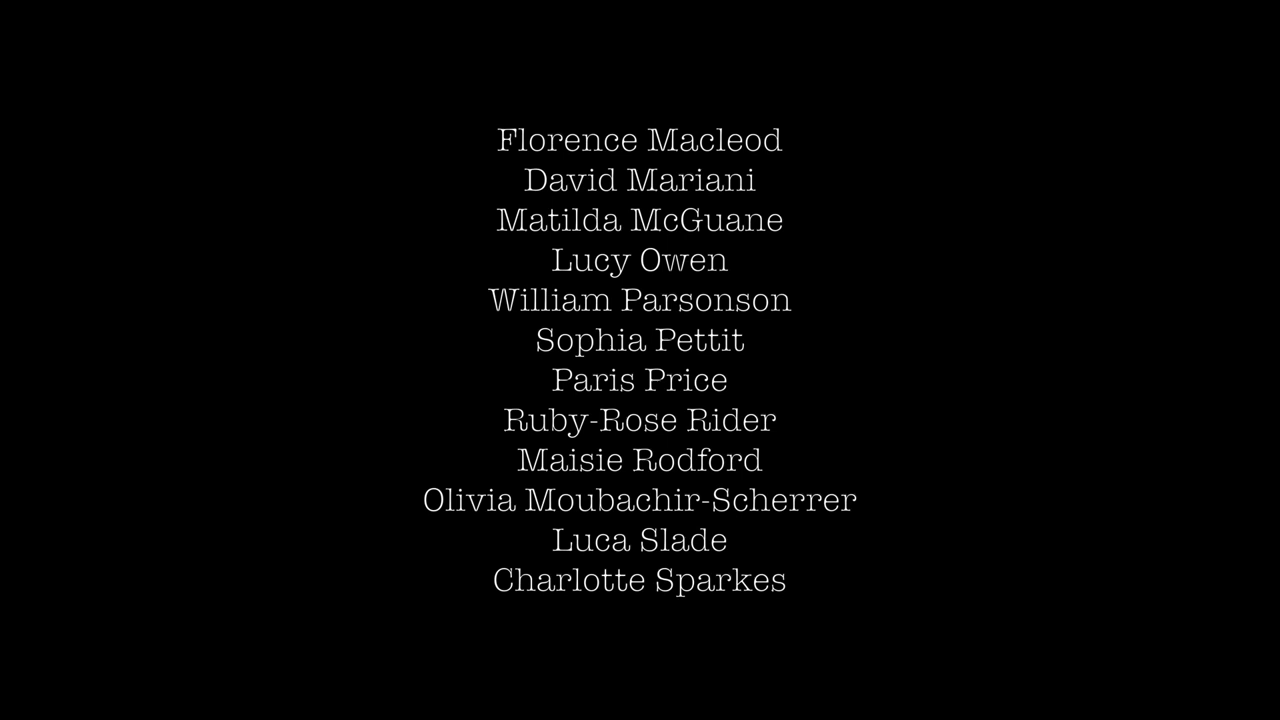 Florence Macleod
David Mariani
Matilda McGuane
Lucy Owen
William Parsonson
Sophia Pettit
Paris Price
Ruby-Rose Rider
Maisie Rodford
Olivia Moubachir-Scherrer
Luca Slade
Charlotte Sparkes